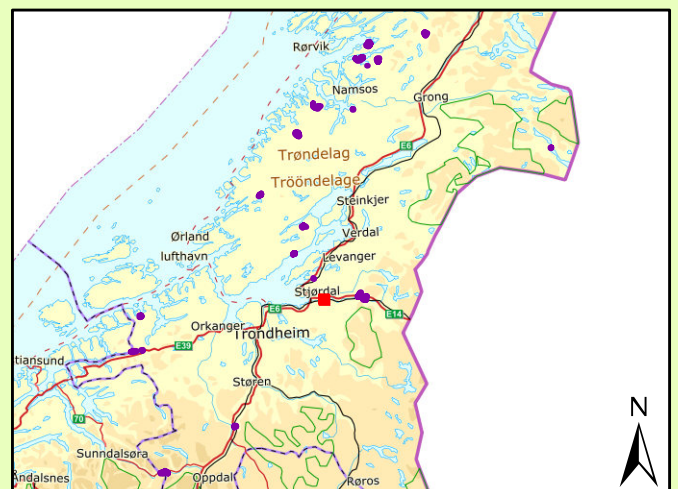 Rørvik
Namsos
Grong
E6
Trøndelag
Trööndelage
Steinkjer
Verdal
Ørland
lufthavn
Levanger
Stjørdal
E6
E14
Orkanger
Trondheim
E39
tiansund
Støren
70
Sunndalsøra
Åndalsnes
Oppdal
Røros
N